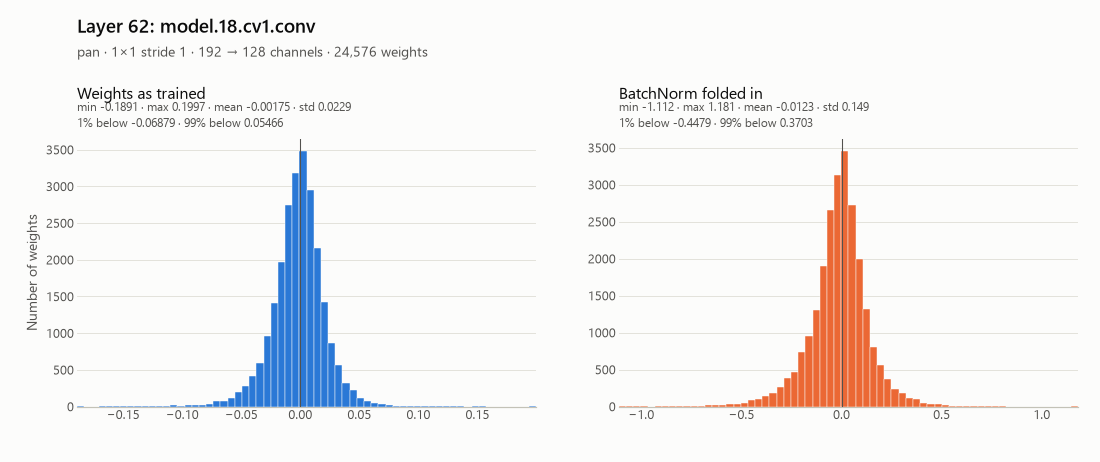 Layer 62: model.18.cv1.conv
pan · 1×1 stride 1 · 192 → 128 channels · 24,576 weights
Weights as trained
min -0.1891 · max 0.1997 · mean -0.00175 · std 0.0229
1% below -0.06879 · 99% below 0.05466
Number of weights
3500
3000
2500
2000
1500
1000
500
0
−0.15 −0.10 −0.05 0.00 0.05 0.10 0.15
BatchNorm folded in
min -1.112 · max 1.181 · mean -0.0123 · std 0.149
1% below -0.4479 · 99% below 0.3703
3500
3000
2500
2000
1500
1000
500
0
−1.0 −0.5 0.0 0.5 1.0